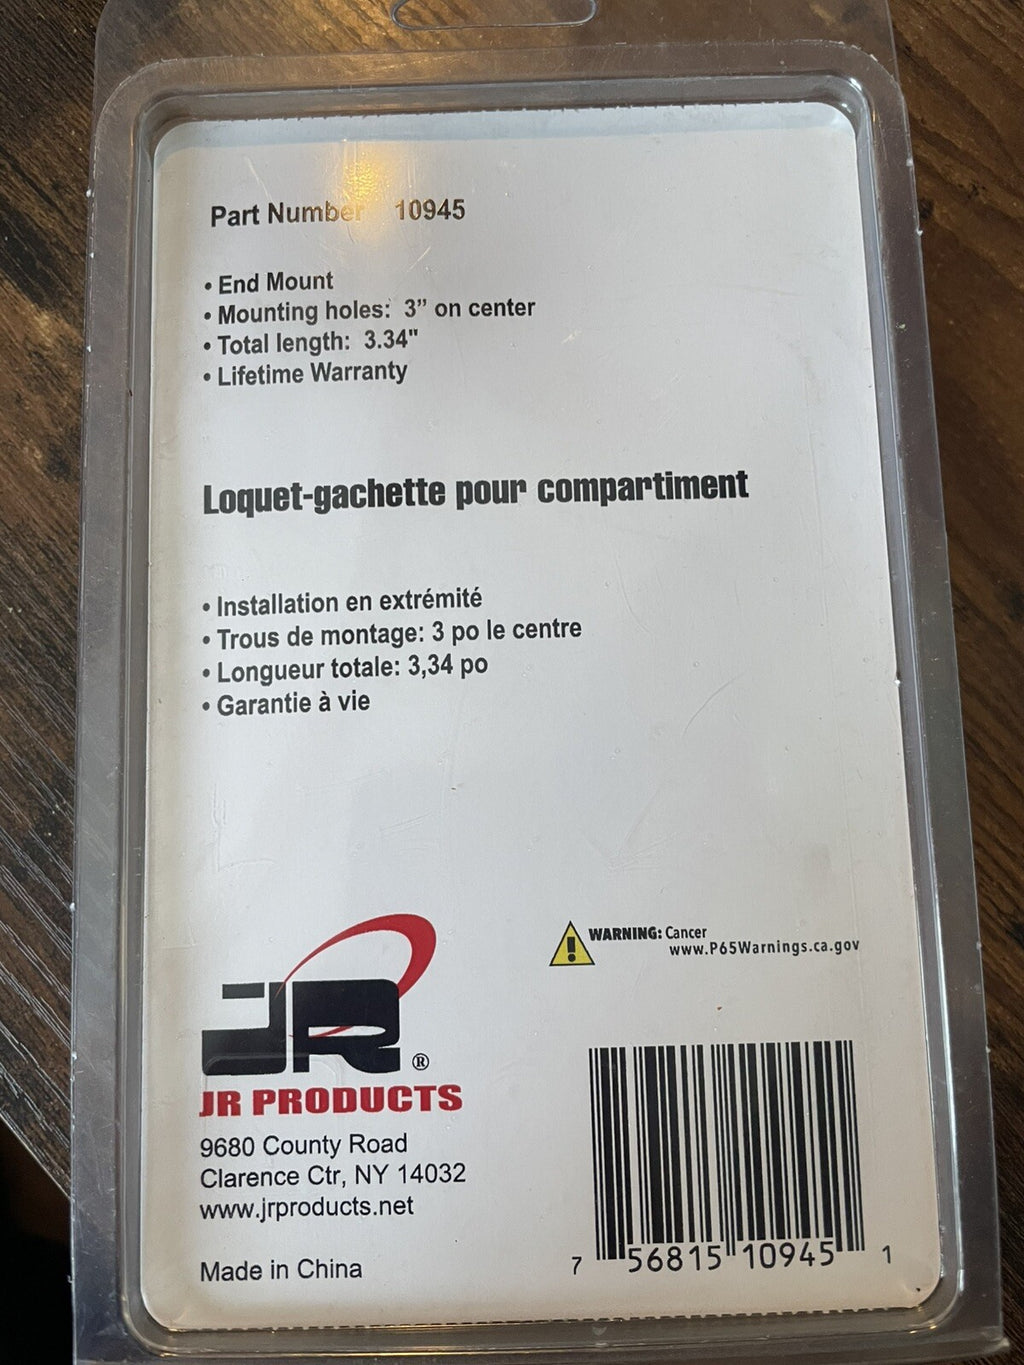 Part Number 10945
• End Mount
• Mounting holes: 3” on center
• Total length: 3.34"
• Lifetime Warranty
Loquet-gachette pour compartiment
• Installation en extrémité
• Trous de montage: 3 po le centre
• Longueur totale: 3,34 po
• Garantie à vie
WARNING: Cancer
www.P65Warnings.ca.gov
JR®
JR PRODUCTS
9680 County Road
Clarence Ctr, NY 14032
www.jrproducts.net
Made in China
7 56815 10945 1